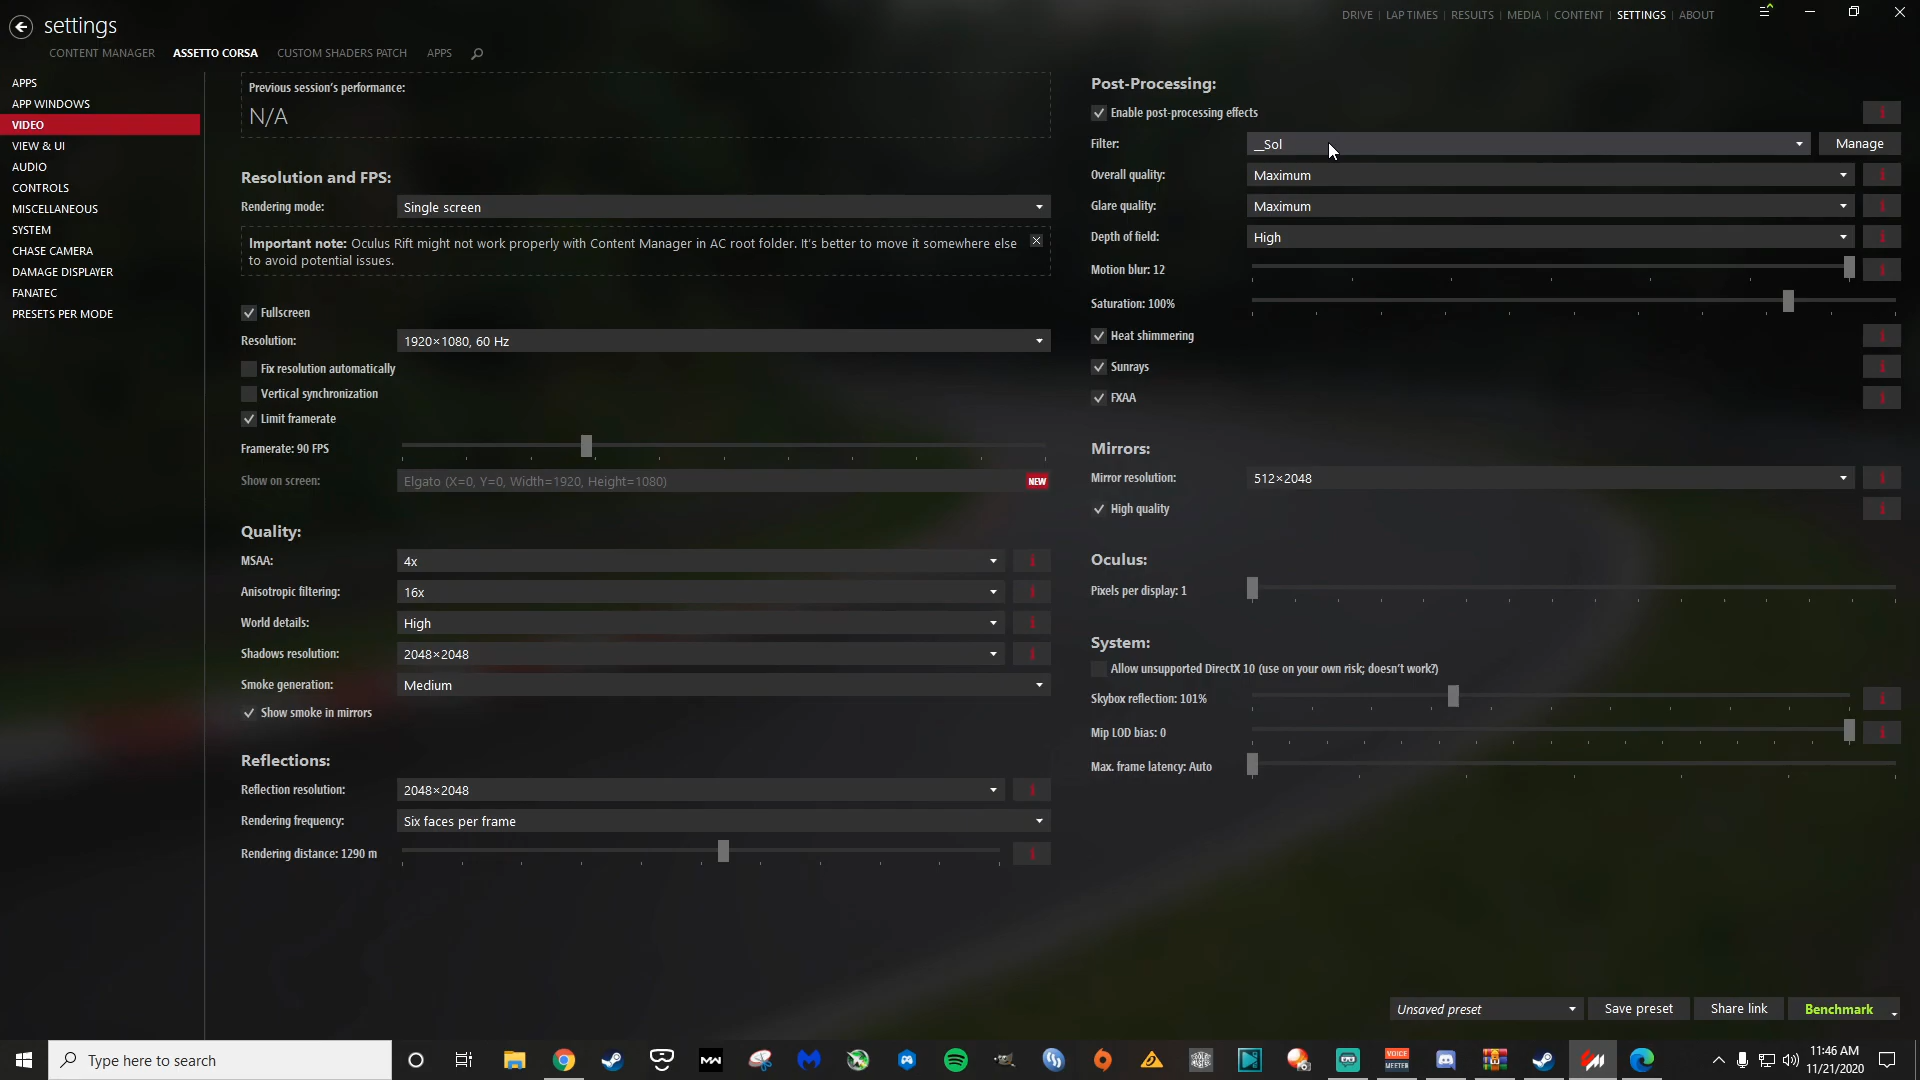 settings
DRIVE | LAP TIMES | RESULTS | MEDIA | CONTENT | SETTINGS | ABOUT
CONTENT MANAGER ASSETTO CORSA CUSTOM SHADERS PATCH APPS
APPS
APP WINDOWS
VIDEO
VIEW & UI
AUDIO
CONTROLS
MISCELLANEOUS
SYSTEM
CHASE CAMERA
DAMAGE DISPLAYER
FANATEC
PRESETS PER MODE
Previous session's performance:
N/A
Resolution and FPS:
Rendering mode: Single screen
Important note: Oculus Rift might not work properly with Content Manager in AC root folder. It's better to move it somewhere else
to avoid potential issues.
Fullscreen
Resolution: 1920×1080, 60 Hz
Fix resolution automatically
Vertical synchronization
Limit framerate
Framerate: 90 FPS
Show on screen: Elgato (X=0, Y=0, Width=1920, Height=1080) NEW
Quality:
MSAA: 4x
Anisotropic filtering: 16x
World details: High
Shadows resolution: 2048×2048
Smoke generation: Medium
Show smoke in mirrors
Reflections:
Reflection resolution: 2048×2048
Rendering frequency: Six faces per frame
Rendering distance: 1290 m
Post-Processing:
Enable post-processing effects
Filter: __Sol Manage
Overall quality: Maximum
Glare quality: Maximum
Depth of field: High
Motion blur: 12
Saturation: 100%
Heat shimmering
Sunrays
FXAA
Mirrors:
Mirror resolution: 512×2048
High quality
Oculus:
Pixels per display: 1
System:
Allow unsupported DirectX 10 (use on your own risk; doesn't work?)
Skybox reflection: 101%
Mip LOD bias: 0
Max. frame latency: Auto
Unsaved preset Save preset Share link Benchmark
Type here to search
VOICE
MEETER
11:46 AM
11/21/2020